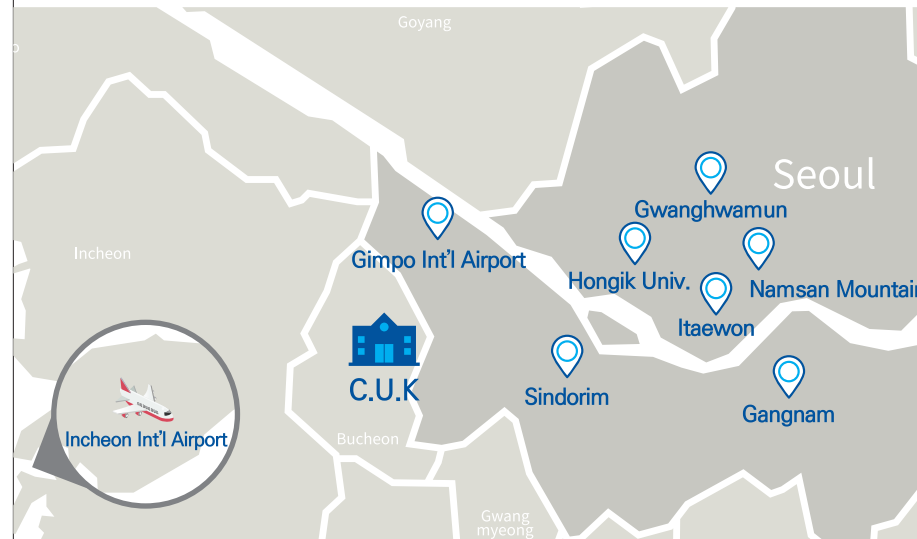 Goyang
o
Seoul
Gwanghwamun
Incheon
Gimpo Int'l Airport
Hongik Univ.
Namsan Mountain
Itaewon
C.U.K
Sindorim
Gangnam
Incheon Int'l Airport
Bucheon
Gwang
myeong